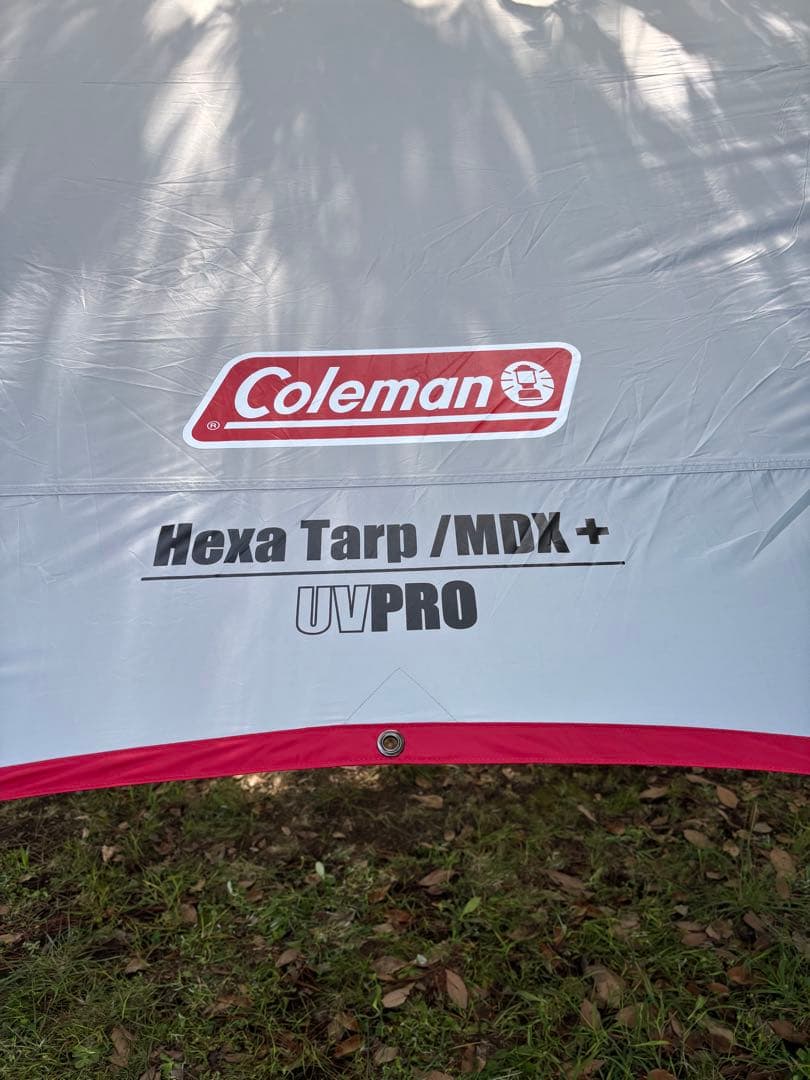 Coleman
®
Hexa Tarp /MDX+
UVPRO